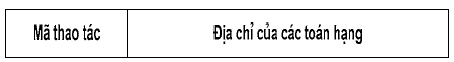 Mã thao tác Địa chỉ của các toán hạng